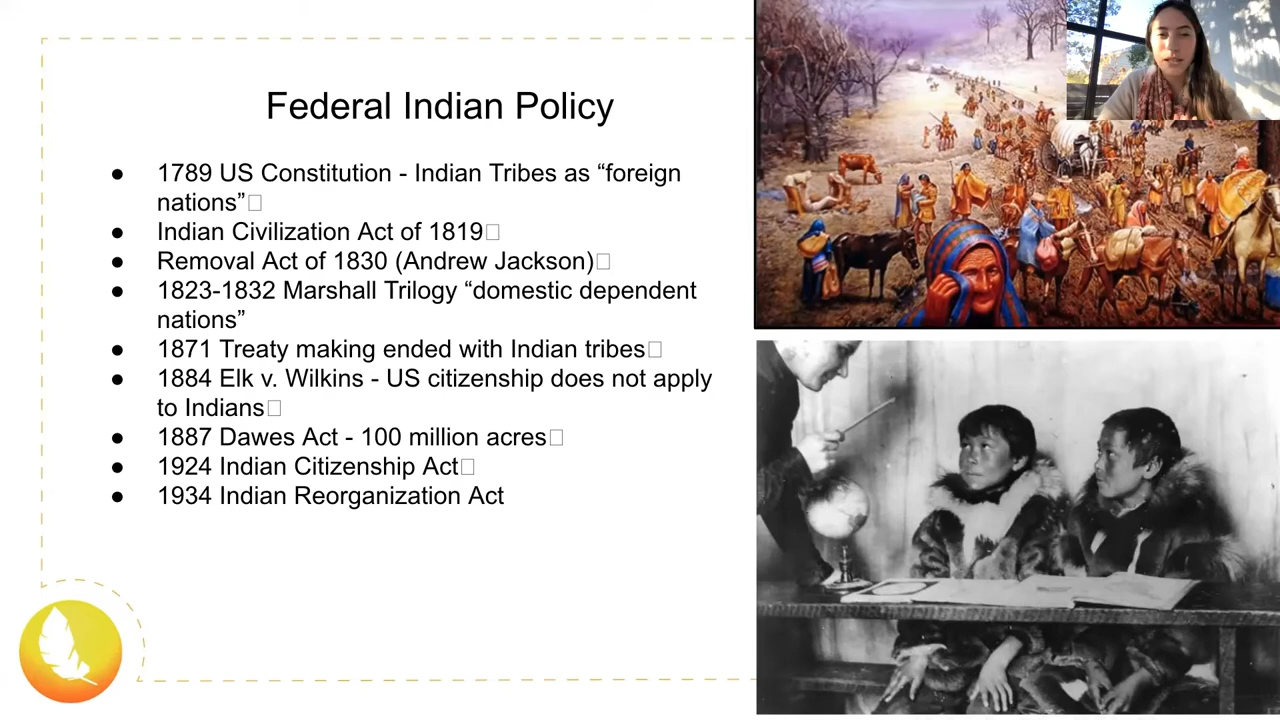 Federal Indian Policy
● 1789 US Constitution - Indian Tribes as “foreign
nations”
● Indian Civilization Act of 1819
● Removal Act of 1830 (Andrew Jackson)
● 1823-1832 Marshall Trilogy “domestic dependent
nations”
● 1871 Treaty making ended with Indian tribes
● 1884 Elk v. Wilkins - US citizenship does not apply
to Indians
● 1887 Dawes Act - 100 million acres
● 1924 Indian Citizenship Act
● 1934 Indian Reorganization Act